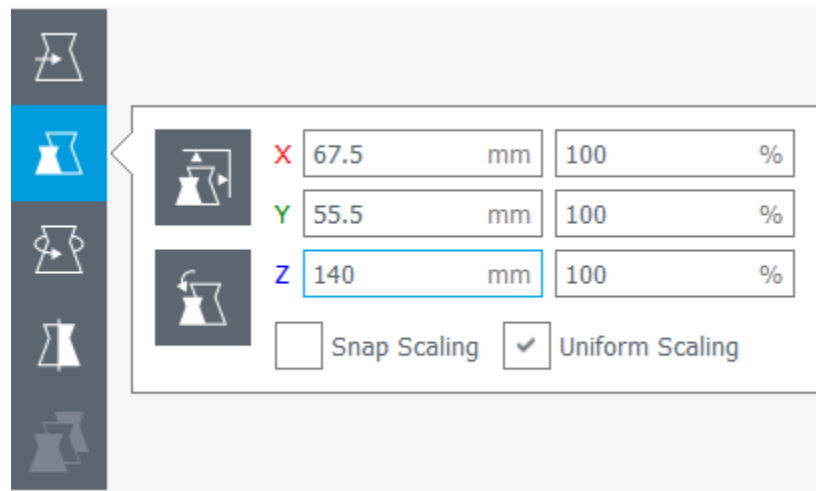 X 67.5 mm 100 %
Y 55.5 mm 100 %
Z 140 mm 100 %
Snap Scaling Uniform Scaling